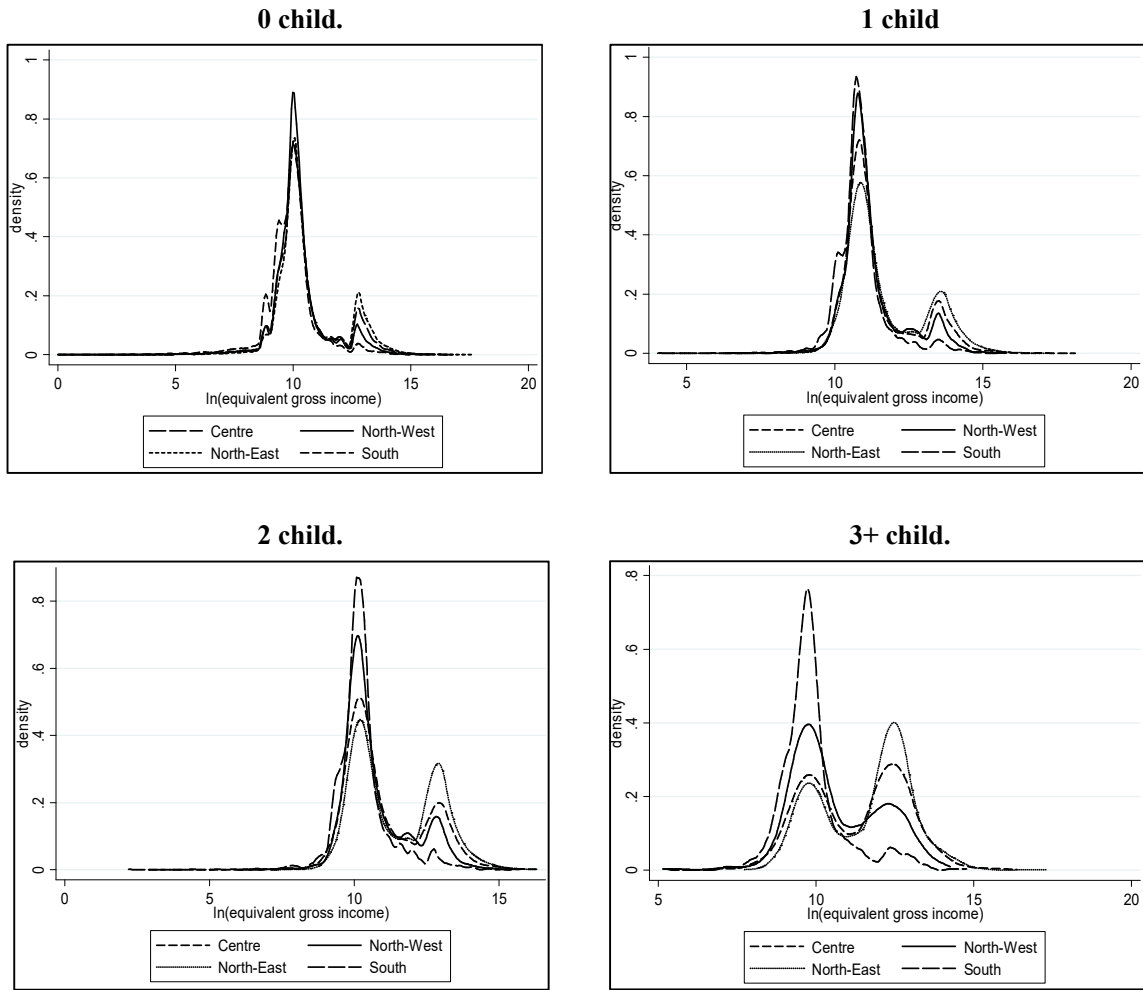 0 child.
1 child
density
0 .2 .4 .6 .8 1
0 5 10 15 20
ln(equivalent gross income)
Centre North-West
North-East South
density
0 .2 .4 .6 .8 1
5 10 15 20
ln(equivalent gross income)
Centre North-West
North-East South
2 child.
3+ child.
density
0 .2 .4 .6 .8
0 5 10 15
ln(equivalent gross income)
Centre North-West
North-East South
density
0 .2 .4 .6 .8
5 10 15 20
ln(equivalent gross income)
Centre North-West
North-East South